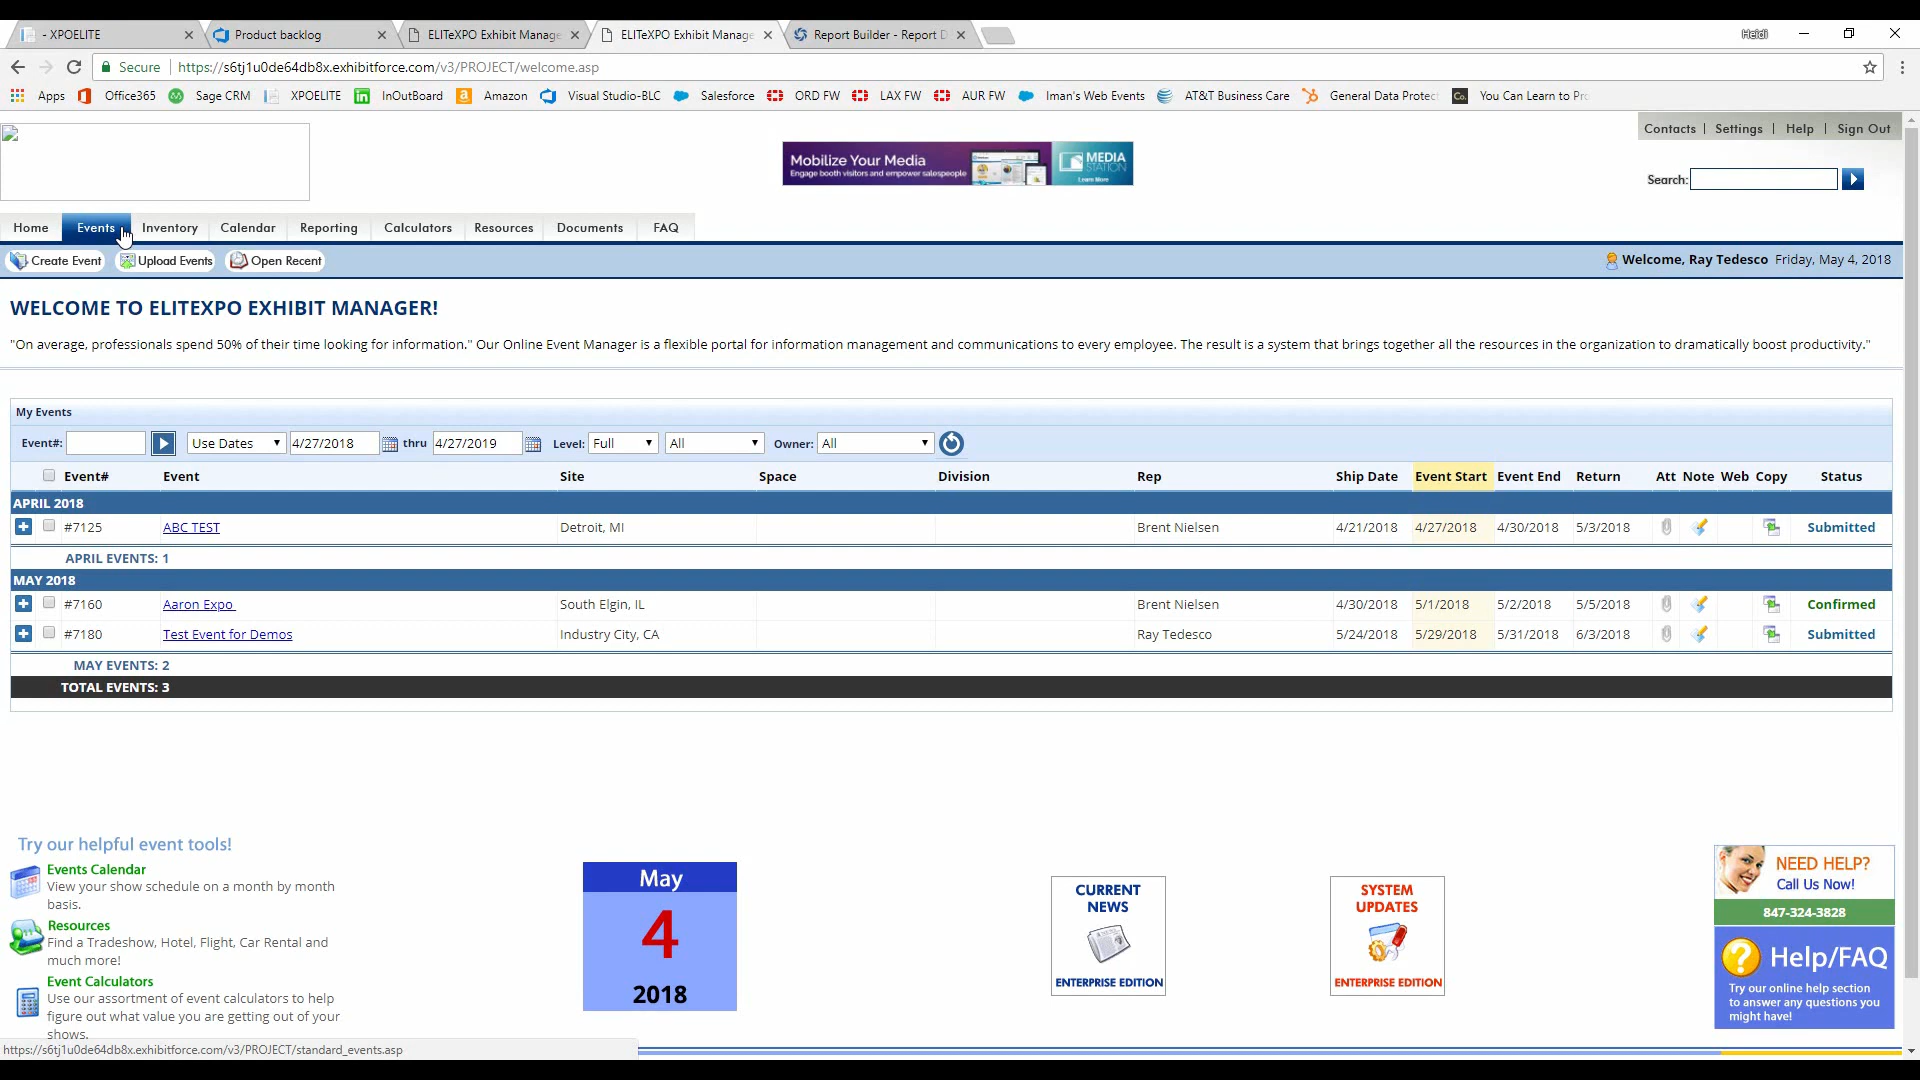 - XPOELITE
Product backlog
ELITeXPO Exhibit Manage
ELITeXPO Exhibit Manage
Report Builder - Report D
Heidi
Secure
https://s6tj1u0de64db8x.exhibitforce.com/v3/PROJECT/welcome.asp
Apps Office365 Sage CRM XPOELITE InOutBoard Amazon Visual Studio-BLC Salesforce ORD FW LAX FW AUR FW Iman's Web Events AT&T Business Care General Data Protec You Can Learn to Pr
Contacts | Settings | Help | Sign Out
Mobilize Your Media
Engage booth visitors and empower salespeople
MEDIA
STATION
Learn More
Search:
Home Events Inventory Calendar Reporting Calculators Resources Documents FAQ
Create Event Upload Events Open Recent
Welcome, Ray Tedesco Friday, May 4, 2018
WELCOME TO ELITEXPO EXHIBIT MANAGER!
"On average, professionals spend 50% of their time looking for information." Our Online Event Manager is a flexible portal for information management and communications to every employee. The result is a system that brings together all the resources in the organization to dramatically boost productivity."
My Events
Event#: Use Dates 4/27/2018 thru 4/27/2019 Level: Full All Owner: All
Event# Event Site Space Division Rep Ship Date Event Start Event End Return Att Note Web Copy Status
APRIL 2018
#7125 ABC TEST Detroit, MI Brent Nielsen 4/21/2018 4/27/2018 4/30/2018 5/3/2018 Submitted
APRIL EVENTS: 1
MAY 2018
#7160 Aaron Expo South Elgin, IL Brent Nielsen 4/30/2018 5/1/2018 5/2/2018 5/5/2018 Confirmed
#7180 Test Event for Demos Industry City, CA Ray Tedesco 5/24/2018 5/29/2018 5/31/2018 6/3/2018 Submitted
MAY EVENTS: 2
TOTAL EVENTS: 3
Try our helpful event tools!
Events Calendar
View your show schedule on a month by month
basis.
Resources
Find a Tradeshow, Hotel, Flight, Car Rental and
much more!
Event Calculators
Use our assortment of event calculators to help
figure out what value you are getting out of your
shows.
May
4
2018
CURRENT
NEWS
ENTERPRISE EDITION
SYSTEM
UPDATES
ENTERPRISE EDITION
NEED HELP?
Call Us Now!
847-324-3828
Help/FAQ
Try our online help section
to answer any questions you
might have!
https://s6tj1u0de64db8x.exhibitforce.com/v3/PROJECT/standard_events.asp